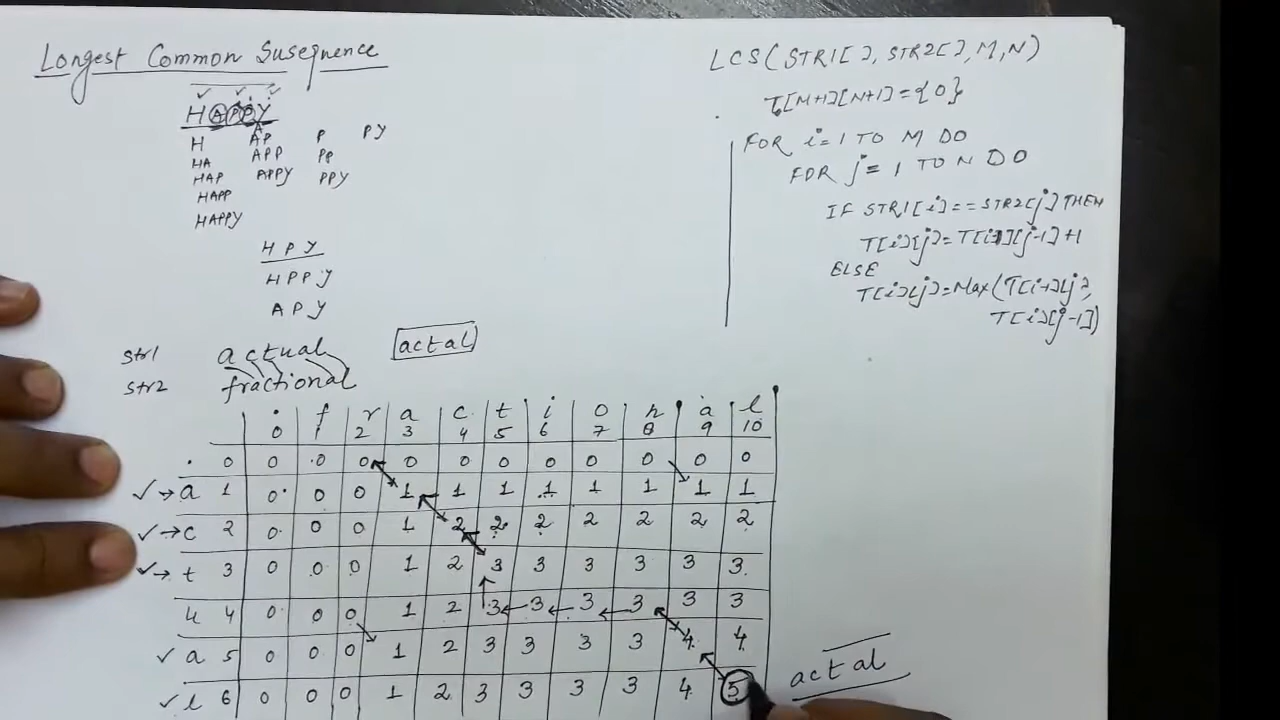 Longest Common Susequence
HAPPY
H AP P PY
HA APP PP
HAP APPY PPY
HAPP
HAPPY
H P Y
H P P Y
A P Y
str1 actual actal
str2 fractional
. f r a c t i o n a l
0 1 2 3 4 5 6 7 8 9 10
. 0 0 0 0 0 0 0 0 0 0 0 0
a 1 0 0 0 1 1 1 1 1 1 1 1
c 2 0 0 0 1 2 2 2 2 2 2 2
t 3 0 0 0 1 2 3 3 3 3 3 3
u 4 0 0 0 1 2 3 3 3 3 3 3
a 5 0 0 0 1 2 3 3 3 3 4 4
l 6 0 0 0 1 2 3 3 3 3 4 5
actal
LCS(STR1[], STR2[], M, N)
T[M+1][N+1]={0}
FOR i=1 TO M DO
FOR j=1 TO N DO
IF STR1[i]==STR2[j] THEN
T[i][j]=T[i-1][j-1]+1
ELSE
T[i][j]=Max(T[i-1][j],
T[i][j-1])